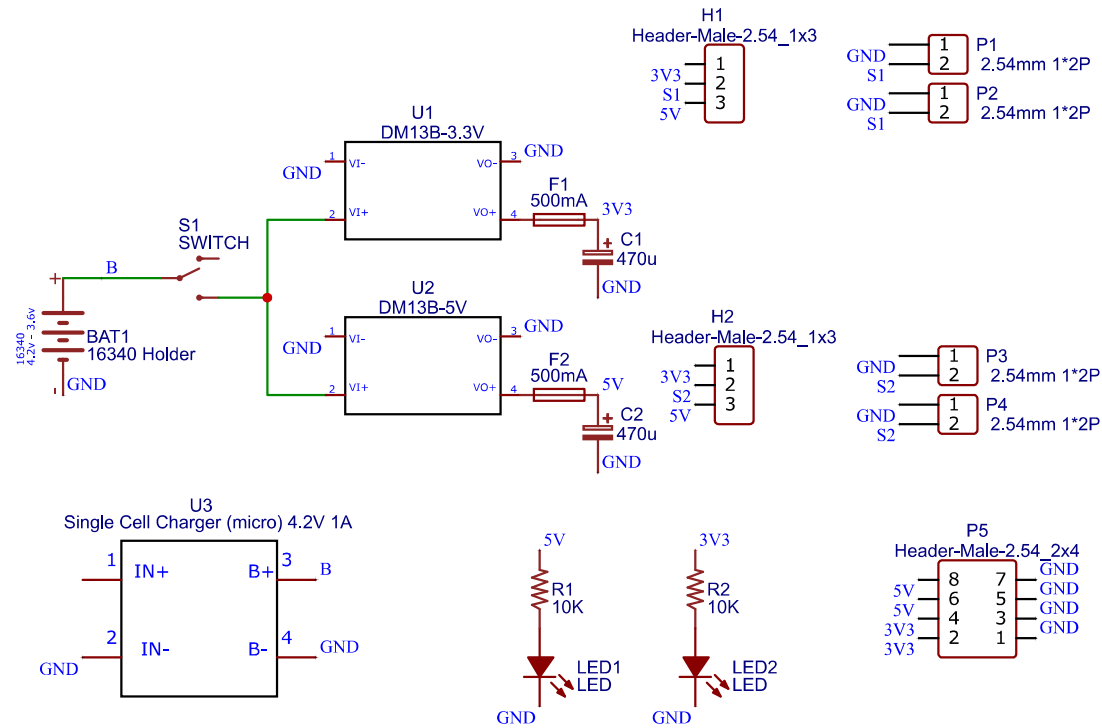 H1
Header-Male-2.54_1x3
1
3V3
2
S1
3
5V
1
P1
GND
2
2.54mm 1*2P
S1
1
P2
GND
2
2.54mm 1*2P
S1
U1
DM13B-3.3V
1
VI-
VO-
3
GND
GND
2
VI+
VO+
4
F1
500mA
3V3
C1
470u
+
GND
S1
SWITCH
B
+
16340
4.2v - 3.6v
BAT1
16340 Holder
-
GND
U2
DM13B-5V
1
VI-
VO-
3
GND
GND
2
VI+
VO+
4
F2
500mA
5V
C2
470u
+
GND
H2
Header-Male-2.54_1x3
1
3V3
2
S2
3
5V
1
P3
GND
2
2.54mm 1*2P
S2
1
P4
GND
2
2.54mm 1*2P
S2
U3
Single Cell Charger (micro) 4.2V 1A
1
IN+
B+
3
B
2
IN-
B-
4
GND
GND
5V
R1
10K
LED1
LED
GND
3V3
R2
10K
LED2
LED
GND
P5
Header-Male-2.54_2x4
8
7
GND
5V
6
5
GND
5V
4
3
GND
3V3
2
1
GND
3V3